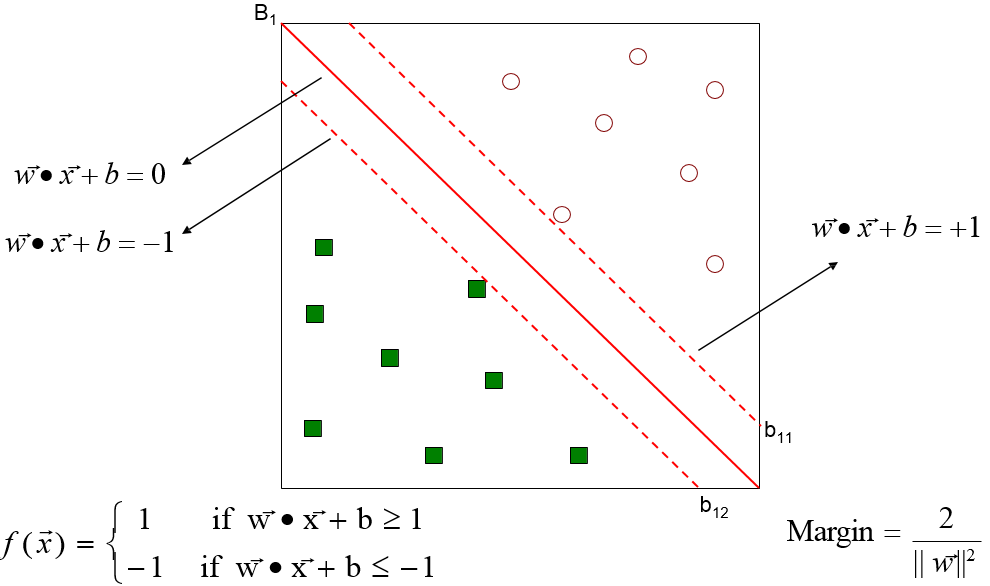 B₁
w⃗ • x⃗ + b = 0
w⃗ • x⃗ + b = −1
w⃗ • x⃗ + b = +1
b₁₁
b₁₂
f(x⃗) = { 1 if w⃗ • x⃗ + b ≥ 1
−1 if w⃗ • x⃗ + b ≤ −1
Margin = 2 / || w⃗ ||²